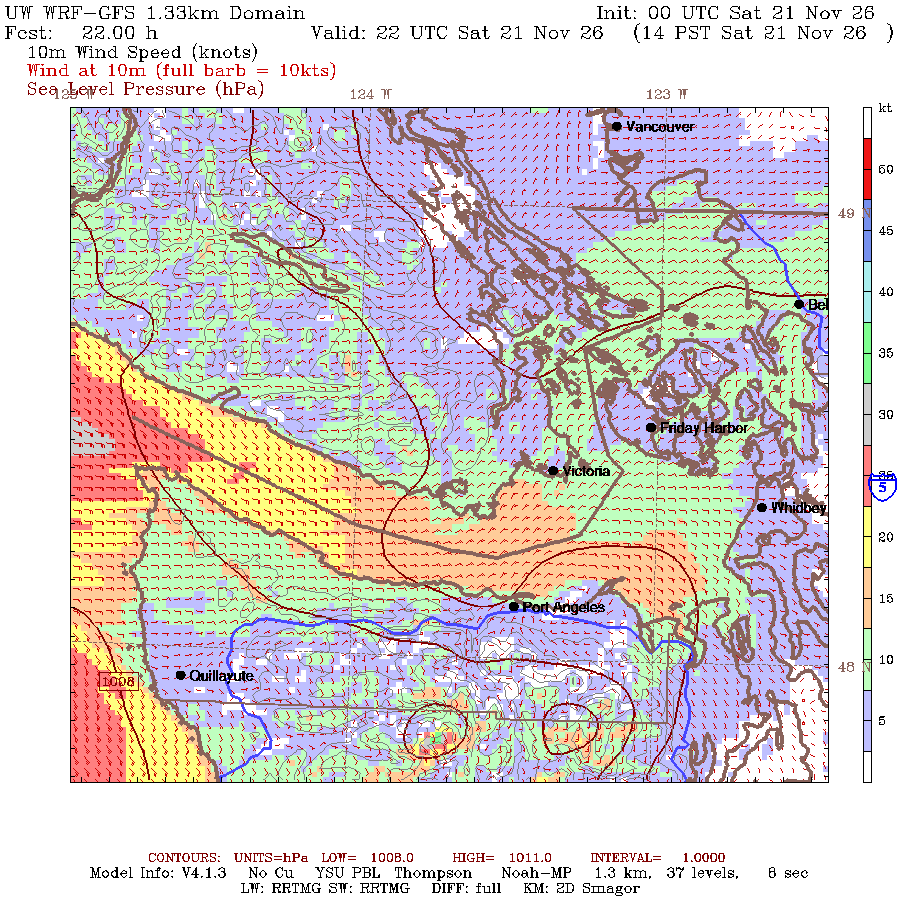 UW WRF-GFS 1.33km Domain Init: 00 UTC Sat 21 Nov 26
Fcst: 22.00 h Valid: 22 UTC Sat 21 Nov 26 (14 PST Sat 21 Nov 26 )
10m Wind Speed (knots)
Wind at 10m (full barb = 10kts)
Sea Level Pressure (hPa)
125 W 124 W 123 W
kt
Vancouver
60
49 N
45
40
Bel
35
30
Friday Harbor
Victoria
25
5
Whidbey
20
15
Port Angeles
10
48 N
Quillayute
1008
5
CONTOURS: UNITS=hPa LOW= 1008.0 HIGH= 1011.0 INTERVAL= 1.0000
Model Info: V4.1.3 No Cu YSU PBL Thompson Noah-MP 1.3 km, 37 levels, 8 sec
LW: RRTMG SW: RRTMG DIFF: full KM: 2D Smagor